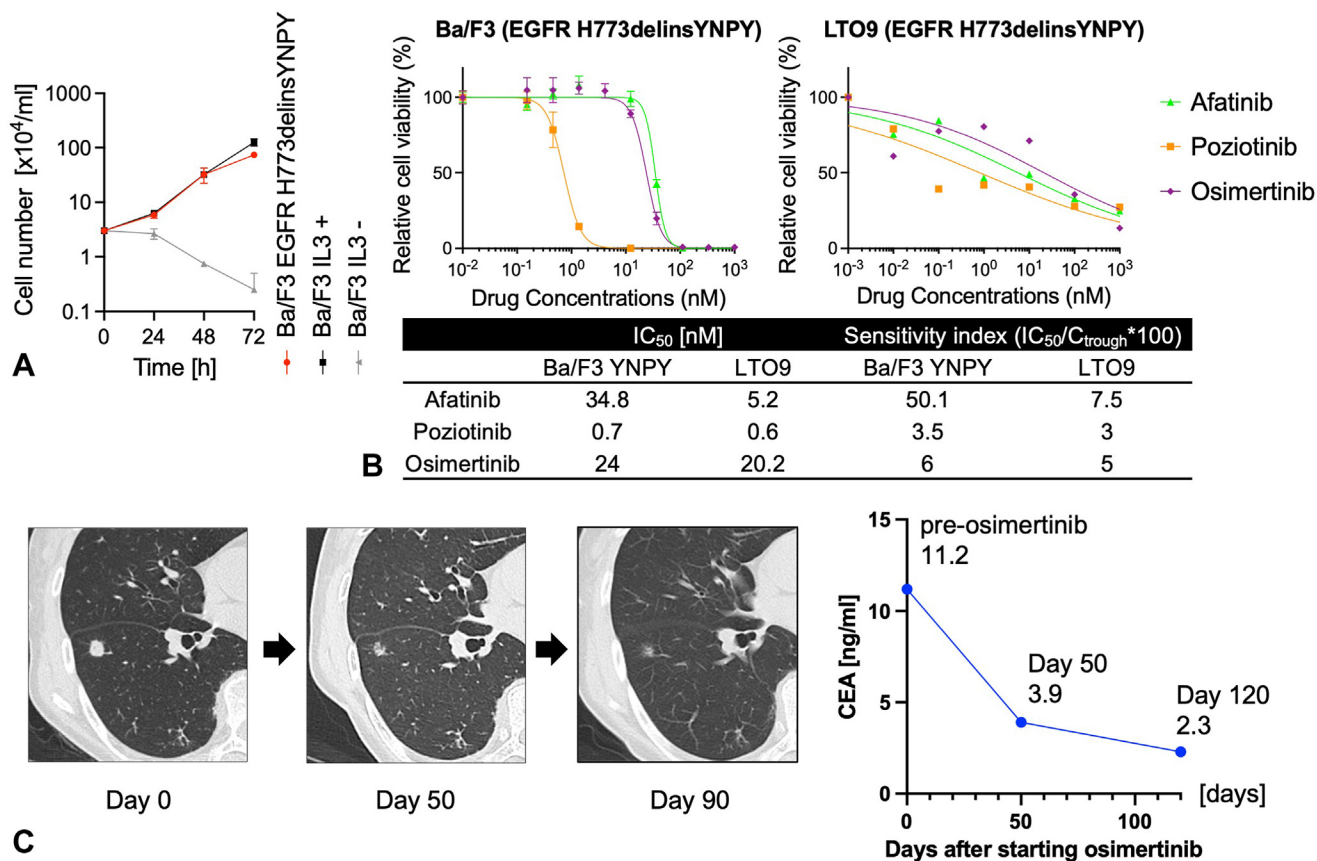 Cell number [x10⁴/ml]
1000
100
10
1
0.1
0 24 48 72
Time [h]
Ba/F3 EGFR H773delinsYNPY
Ba/F3 IL3 +
Ba/F3 IL3 -
A
Ba/F3 (EGFR H773delinsYNPY)
Relative cell viability (%)
100
50
0
10⁻² 10⁻¹ 10⁰ 10¹ 10² 10³
Drug Concentrations (nM)
LTO9 (EGFR H773delinsYNPY)
Relative cell viability (%)
100
50
0
10⁻³ 10⁻² 10⁻¹ 10⁰ 10¹ 10² 10³
Drug Concentrations (nM)
Afatinib
Poziotinib
Osimertinib
IC₅₀ [nM] Sensitivity index (IC₅₀/Cₜᵣₒᵤgₕ*100)
Ba/F3 YNPY LTO9 Ba/F3 YNPY LTO9
Afatinib 34.8 5.2 50.1 7.5
Poziotinib 0.7 0.6 3.5 3
Osimertinib 24 20.2 6 5
B
Day 0
Day 50
Day 90
CEA [ng/ml]
15
10
5
0
pre-osimertinib
11.2
Day 50
3.9
Day 120
2.3
0 50 100
[days]
Days after starting osimertinib
C